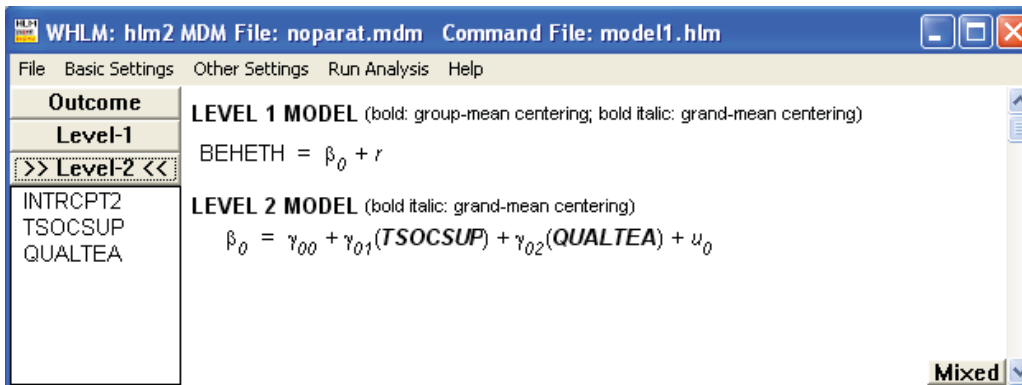 WHLM: hlm2 MDM File: noparat.mdm Command File: model1.hlm
File Basic Settings Other Settings Run Analysis Help
Outcome
Level-1
>> Level-2 <<
INTRCPT2
TSOCSUP
QUALTEA
LEVEL 1 MODEL (bold: group-mean centering; bold italic: grand-mean centering)
BEHETH = β0 + r
LEVEL 2 MODEL (bold italic: grand-mean centering)
β0 = γ00 + γ01(TSOCSUP) + γ02(QUALTEA) + u0
Mixed